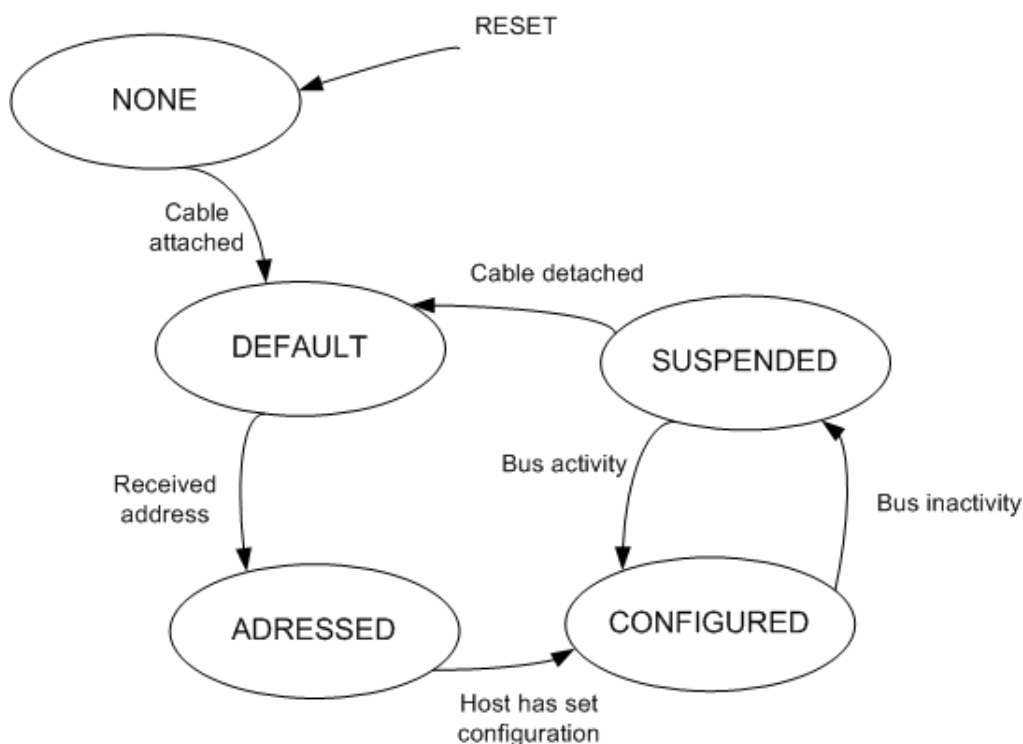 RESET
NONE
Cable
attached
Cable detached
DEFAULT
SUSPENDED
Bus activity
Received
address
Bus inactivity
ADRESSED
CONFIGURED
Host has set
configuration